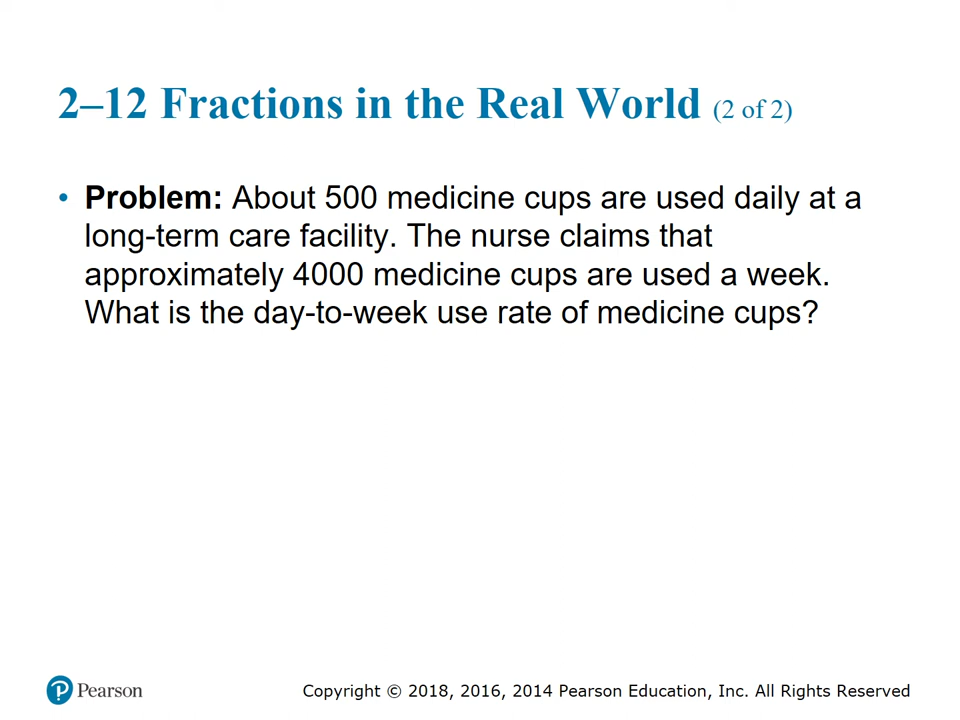 2–12 Fractions in the Real World (2 of 2)
• Problem: About 500 medicine cups are used daily at a
long-term care facility. The nurse claims that
approximately 4000 medicine cups are used a week.
What is the day-to-week use rate of medicine cups?
Pearson
Copyright © 2018, 2016, 2014 Pearson Education, Inc. All Rights Reserved